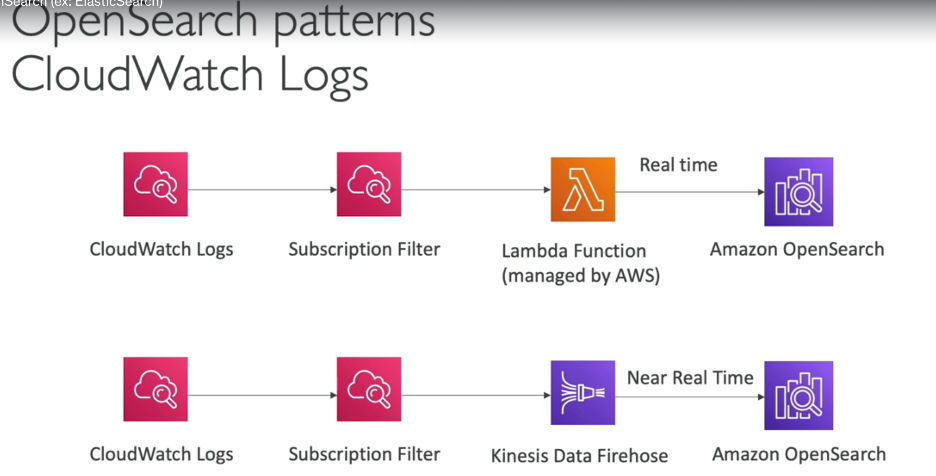 nSearch (ex: ElasticSearch)
OpenSearch patterns
CloudWatch Logs
Real time
CloudWatch Logs
Subscription Filter
Lambda Function
(managed by AWS)
Amazon OpenSearch
Near Real Time
CloudWatch Logs
Subscription Filter
Kinesis Data Firehose
Amazon OpenSearch